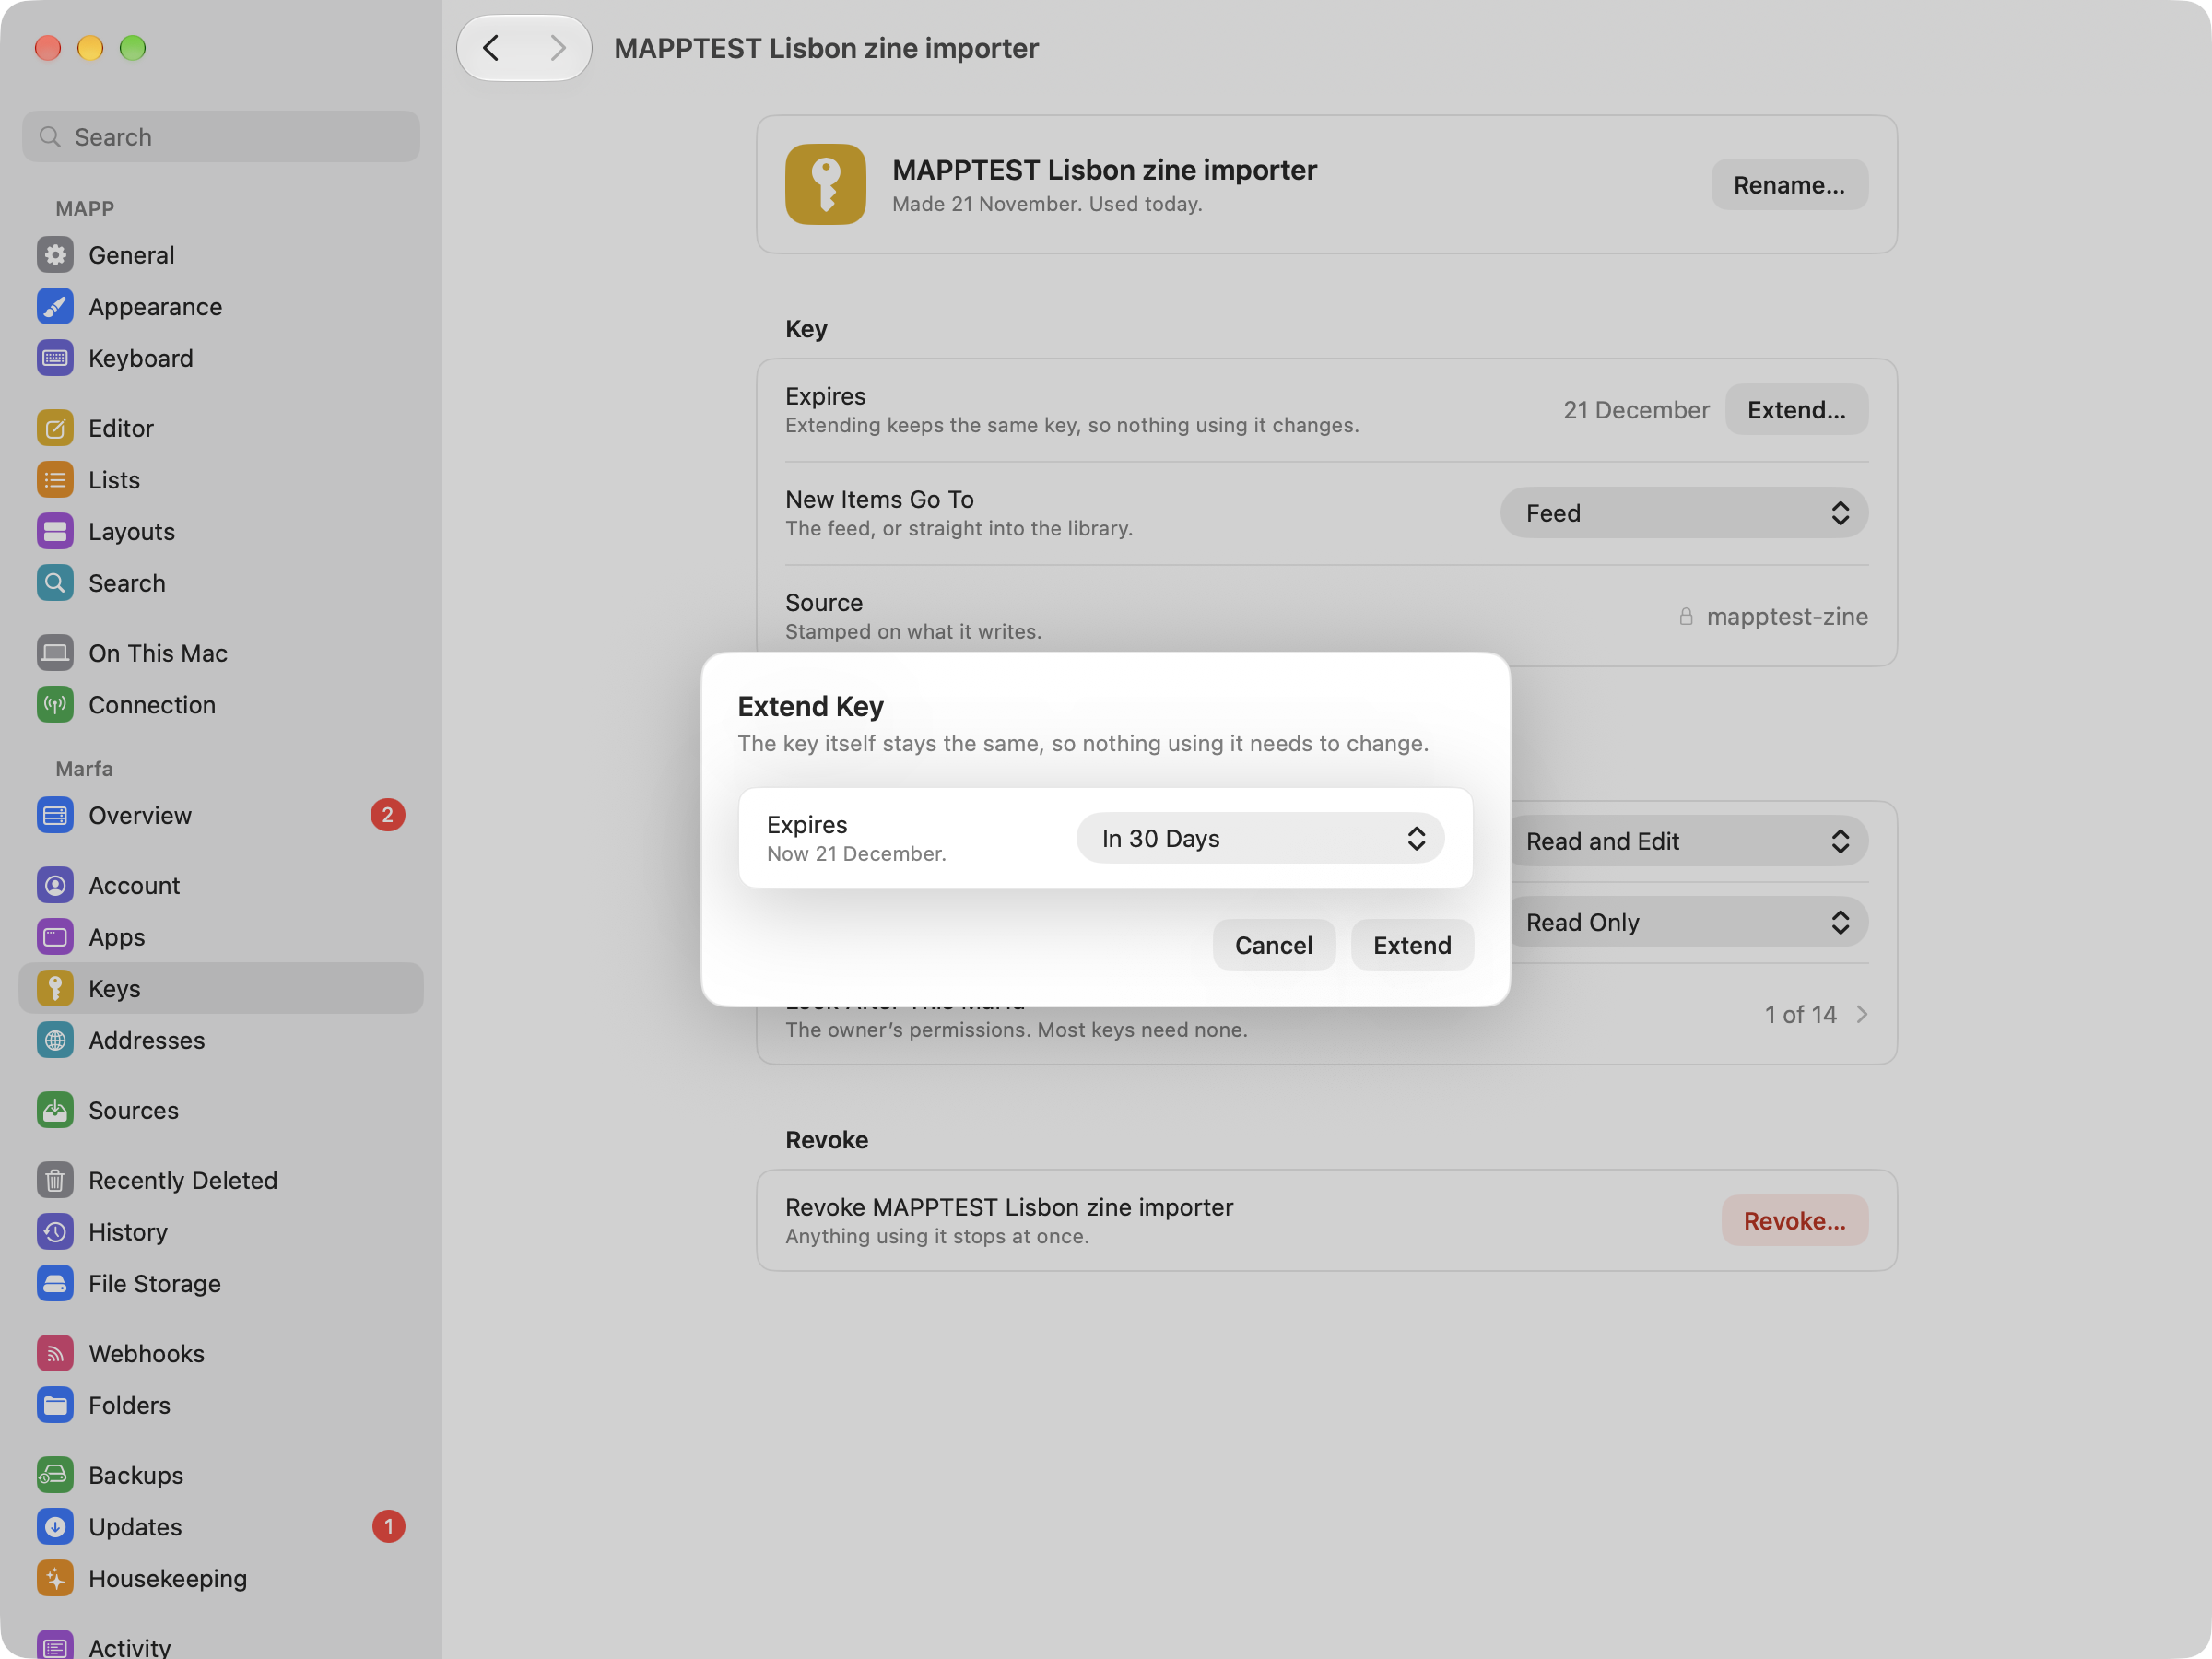 MAPPTEST Lisbon zine importer
Search
MAPP
General
Appearance
Keyboard
Editor
Lists
Layouts
Search
On This Mac
Connection
Marfa
Overview
2
Account
Apps
Keys
Addresses
Sources
Recently Deleted
History
File Storage
Webhooks
Folders
Backups
Updates
1
Housekeeping
Activity
MAPPTEST Lisbon zine importer
Made 21 November. Used today.
Rename...
Key
Expires
Extending keeps the same key, so nothing using it changes.
21 December
Extend...
New Items Go To
The feed, or straight into the library.
Feed
Source
Stamped on what it writes.
mapptest-zine
Extend Key
The key itself stays the same, so nothing using it needs to change.
Expires
Now 21 December.
In 30 Days
Cancel
Extend
Read and Edit
Read Only
The owner’s permissions. Most keys need none.
1 of 14
Revoke
Revoke MAPPTEST Lisbon zine importer
Anything using it stops at once.
Revoke...